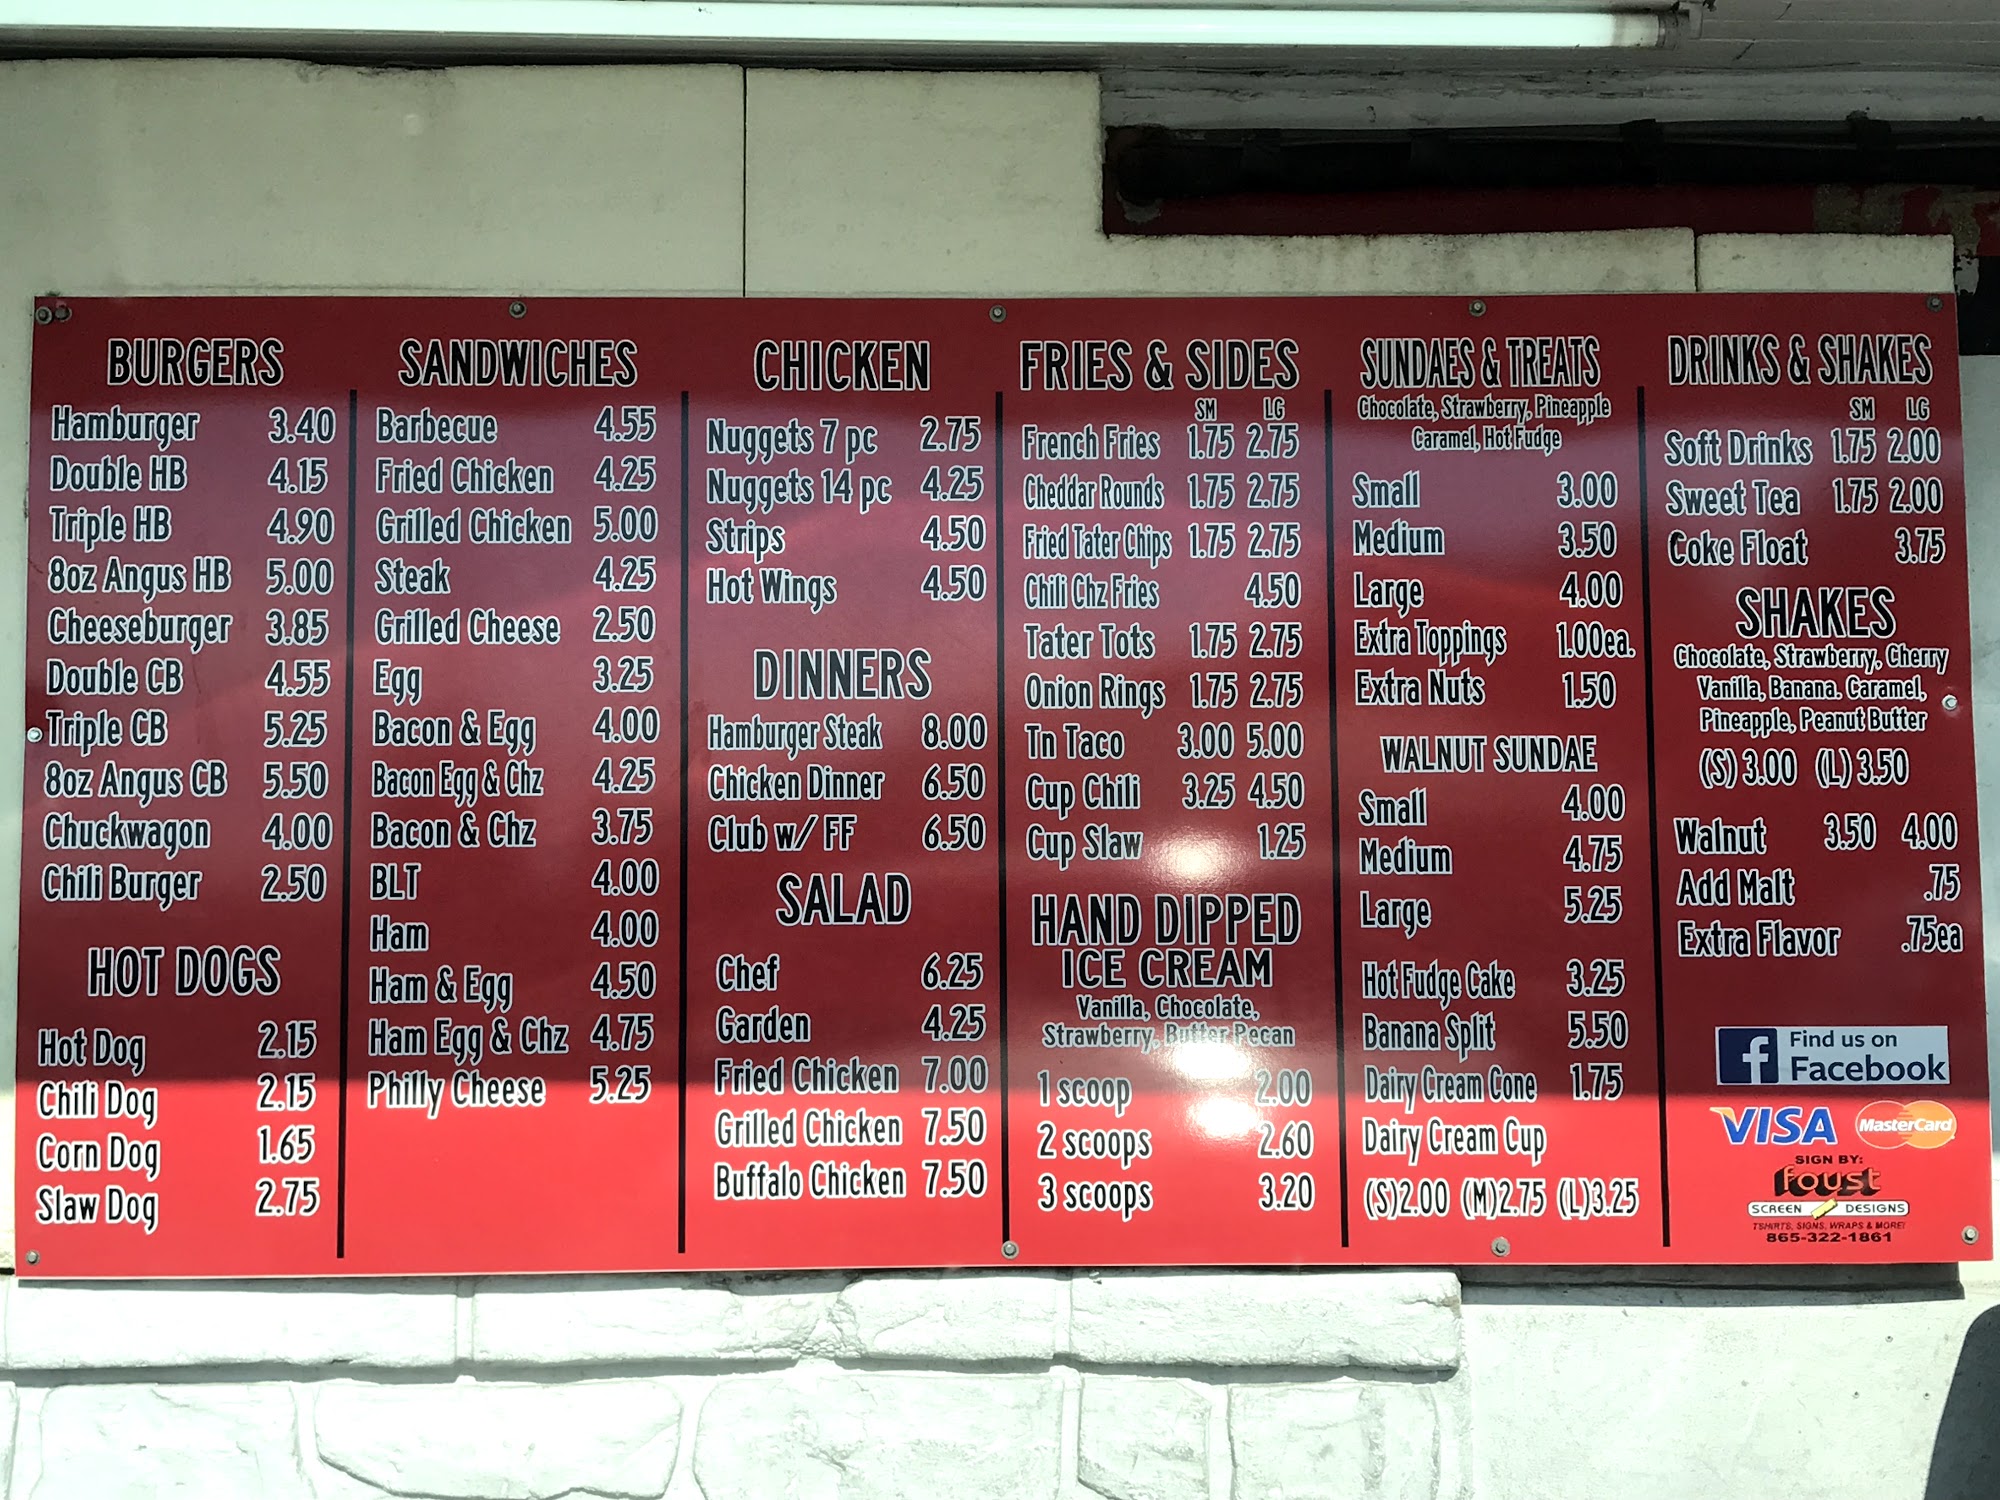 BURGERS
Hamburger 3.40
Double HB 4.15
Triple HB 4.90
8oz Angus HB 5.00
Cheeseburger 3.85
Double CB 4.55
Triple CB 5.25
8oz Angus CB 5.50
Chuckwagon 4.00
Chili Burger 2.50
HOT DOGS
Hot Dog 2.15
Chili Dog 2.15
Corn Dog 1.65
Slaw Dog 2.75
SANDWICHES
Barbecue 4.55
Fried Chicken 4.25
Grilled Chicken 5.00
Steak 4.25
Grilled Cheese 2.50
Egg 3.25
Bacon & Egg 4.00
Bacon Egg & Chz 4.25
Bacon & Chz 3.75
BLT 4.00
Ham 4.00
Ham & Egg 4.50
Ham Egg & Chz 4.75
Philly Cheese 5.25
CHICKEN
Nuggets 7 pc 2.75
Nuggets 14 pc 4.25
Strips 4.50
Hot Wings 4.50
DINNERS
Hamburger Steak 8.00
Chicken Dinner 6.50
Club w/ FF 6.50
SALAD
Chef 6.25
Garden 4.25
Fried Chicken 7.00
Grilled Chicken 7.50
Buffalo Chicken 7.50
FRIES & SIDES
SM LG
French Fries 1.75 2.75
Cheddar Rounds 1.75 2.75
Fried Tater Chips 1.75 2.75
Chili Chz Fries 4.50
Tater Tots 1.75 2.75
Onion Rings 1.75 2.75
Tn Taco 3.00 5.00
Cup Chili 3.25 4.50
Cup Slaw 1.25
HAND DIPPED
ICE CREAM
Vanilla, Chocolate,
Strawberry, Butter Pecan
1 scoop 2.00
2 scoops 2.60
3 scoops 3.20
SUNDAES & TREATS
Chocolate, Strawberry, Pineapple
Caramel, Hot Fudge
Small 3.00
Medium 3.50
Large 4.00
Extra Toppings 1.00ea.
Extra Nuts 1.50
WALNUT SUNDAE
Small 4.00
Medium 4.75
Large 5.25
Hot Fudge Cake 3.25
Banana Split 5.50
Dairy Cream Cone 1.75
Dairy Cream Cup
(S)2.00 (M)2.75 (L)3.25
DRINKS & SHAKES
SM LG
Soft Drinks 1.75 2.00
Sweet Tea 1.75 2.00
Coke Float 3.75
SHAKES
Chocolate, Strawberry, Cherry
Vanilla, Banana. Caramel,
Pineapple, Peanut Butter
(S) 3.00 (L) 3.50
Walnut 3.50 4.00
Add Malt .75
Extra Flavor .75ea
f Find us on
Facebook
VISA MasterCard
SIGN BY:
foust
SCREEN DESIGNS
TSHIRTS, SIGNS, WRAPS & MORE!
865-322-1861